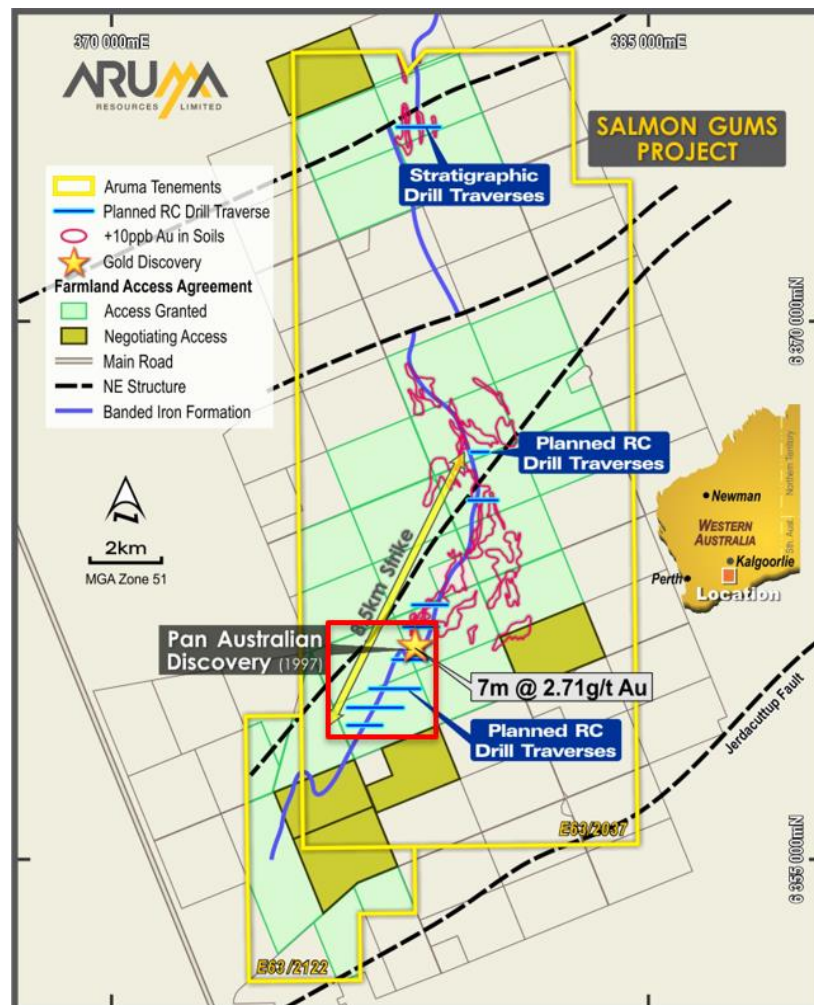 370 000mE
385 000mE
ARUMA
RESOURCES LIMITED
SALMON GUMS
PROJECT
Aruma Tenements
Planned RC Drill Traverse
+10ppb Au in Soils
Gold Discovery
Farmland Access Agreement
Access Granted
Negotiating Access
Main Road
NE Structure
Banded Iron Formation
Stratigraphic
Drill Traverses
6 370 000mN
2km
MGA Zone 51
Planned RC
Drill Traverses
8.5km Strike
Newman
WESTERN
AUSTRALIA
Kalgoorlie
Perth
Location
Northern Territory
Sth. Aust.
Pan Australian
Discovery (1997)
7m @ 2.71g/t Au
Planned RC
Drill Traverses
Jerdacuttup Fault
E63/2037
6 355 000mN
E63/2122